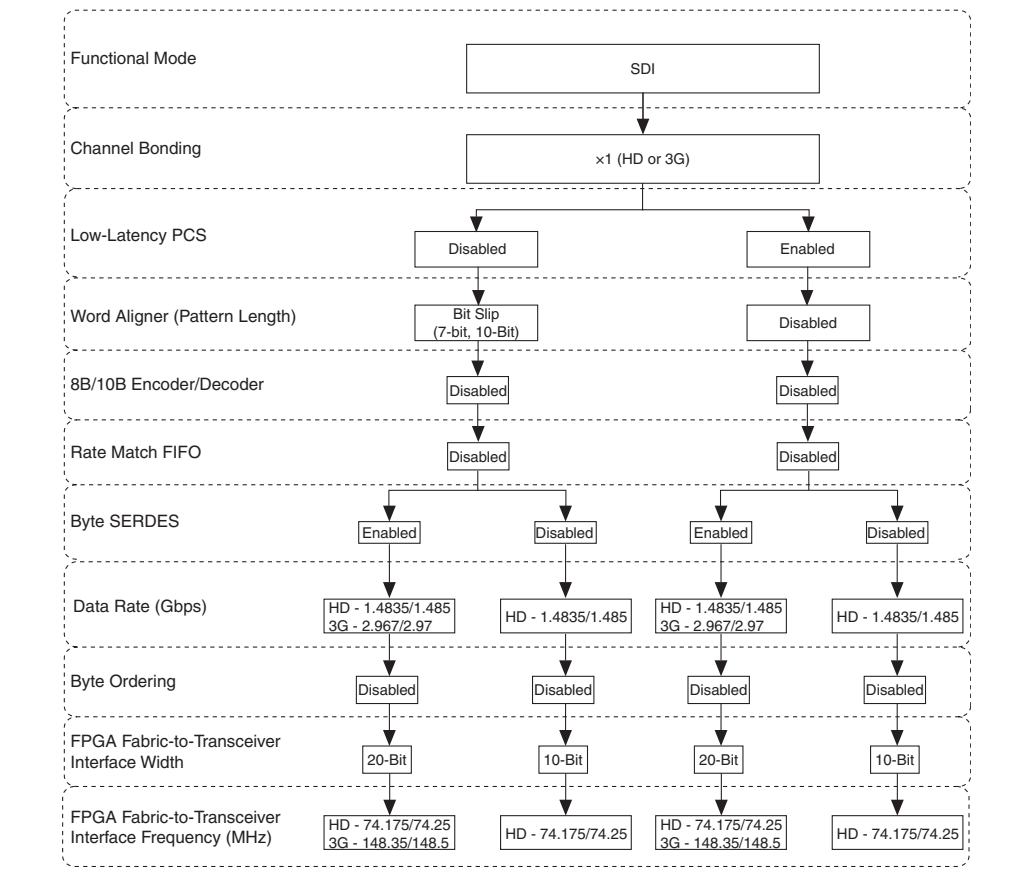 Functional Mode
SDI
Channel Bonding
×1 (HD or 3G)
Low-Latency PCS
Disabled
Enabled
Word Aligner (Pattern Length)
Bit Slip
(7-bit, 10-Bit)
Disabled
8B/10B Encoder/Decoder
Disabled
Disabled
Rate Match FIFO
Disabled
Disabled
Byte SERDES
Enabled
Disabled
Enabled
Disabled
Data Rate (Gbps)
HD - 1.4835/1.485
3G - 2.967/2.97
HD - 1.4835/1.485
HD - 1.4835/1.485
3G - 2.967/2.97
HD - 1.4835/1.485
Byte Ordering
Disabled
Disabled
Disabled
Disabled
FPGA Fabric-to-Transceiver
Interface Width
20-Bit
10-Bit
20-Bit
10-Bit
FPGA Fabric-to-Transceiver
Interface Frequency (MHz)
HD - 74.175/74.25
3G - 148.35/148.5
HD - 74.175/74.25
HD - 74.175/74.25
3G - 148.35/148.5
HD - 74.175/74.25